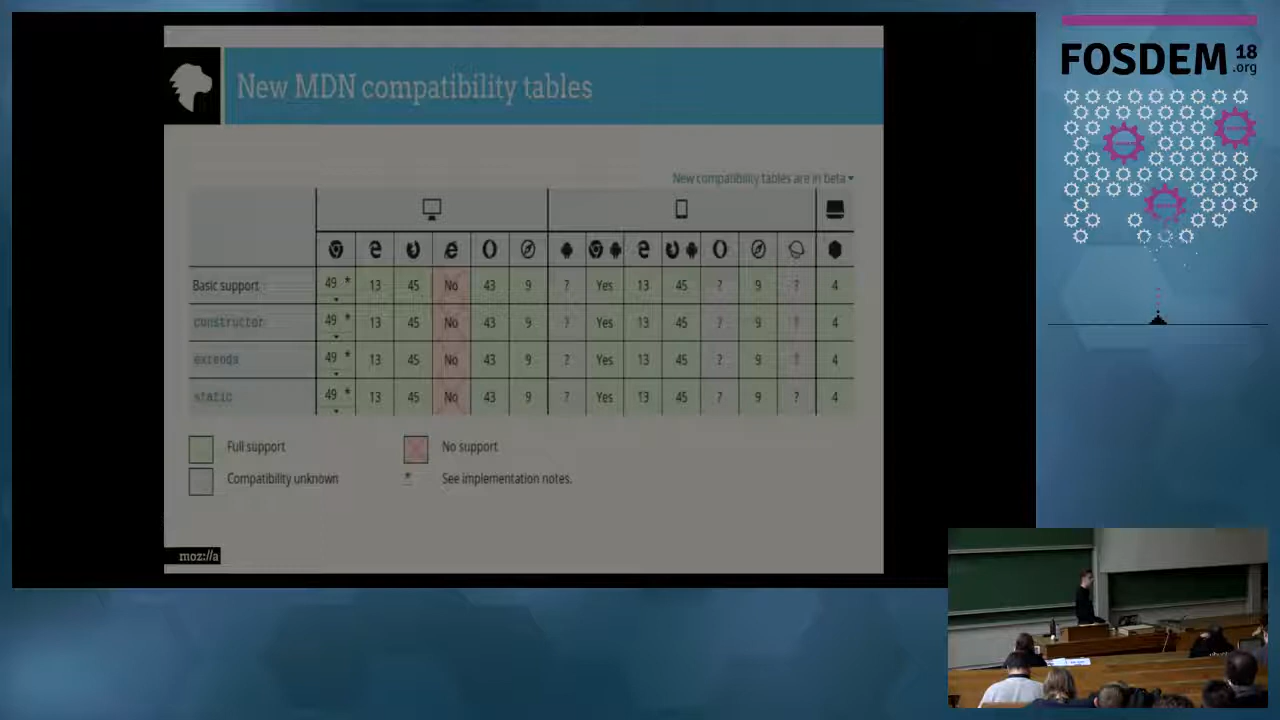 New MDN compatibility tables
New compatibility tables are in beta
Basic support 49 * 13 45 No 43 9 ? Yes 13 45 ? 9 ? 4
constructor 49 * 13 45 No 43 9 ? Yes 13 45 ? 9 ? 4
extends 49 * 13 45 No 43 9 ? Yes 13 45 ? 9 ? 4
static 49 * 13 45 No 43 9 ? Yes 13 45 ? 9 ? 4
Full support
No support
Compatibility unknown
* See implementation notes.
moz://a
FOSDEM 18
.org